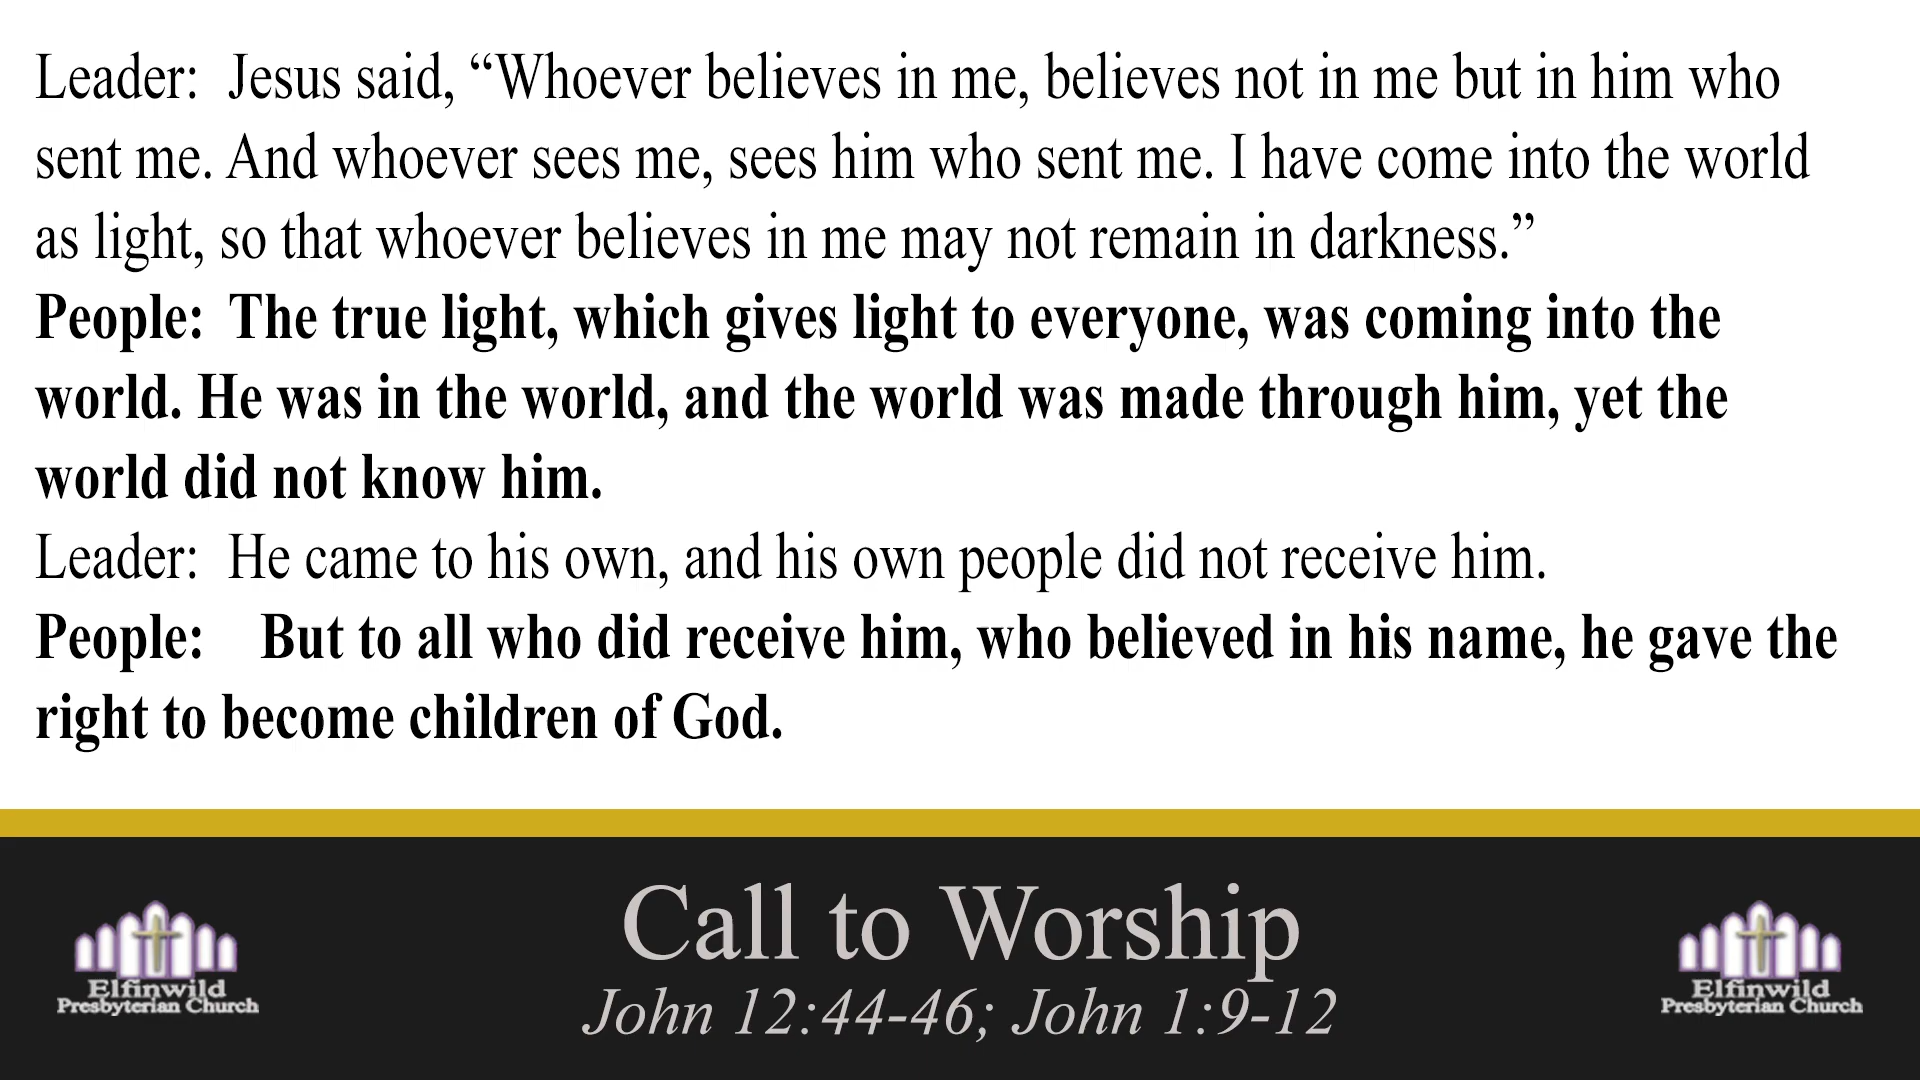 Leader:  Jesus said, “Whoever believes in me, believes not in me but in him who
sent me. And whoever sees me, sees him who sent me. I have come into the world
as light, so that whoever believes in me may not remain in darkness.”
People:  The true light, which gives light to everyone, was coming into the
world. He was in the world, and the world was made through him, yet the
world did not know him.
Leader:  He came to his own, and his own people did not receive him.
People:    But to all who did receive him, who believed in his name, he gave the
right to become children of God.
Call to Worship
John 12:44-46; John 1:9-12
Elfinwild
Presbyterian Church
Elfinwild
Presbyterian Church